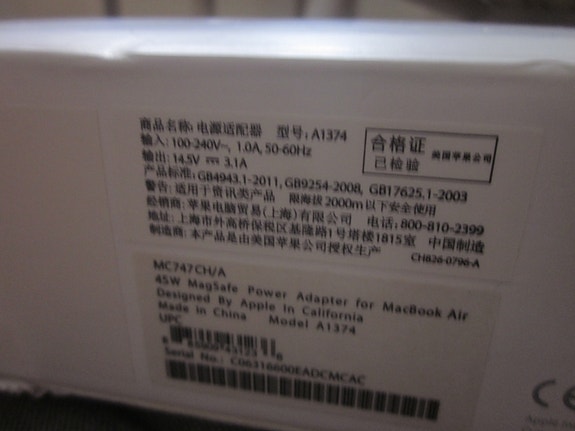 商品名称: 电源适配器 型号: A1374
输入: 100-240V~, 1.0A, 50-60Hz
输出: 14.5V ⎓ 3.1A
产品标准: GB4943.1-2011, GB9254-2008, GB17625.1-2003
警告: 适用于资讯类产品 限海拔2000m以下安全使用
经销商: 苹果电脑贸易(上海)有限公司 电话: 800-810-2399
地址: 上海市外高桥保税区基隆路1号塔楼1815室 中国制造
制造商: 本产品是由美国苹果公司授权生产
CH826-0796-A
合格证
已检验
美国苹果公司
MC747CH/A
45W MagSafe Power Adapter for MacBook Air
Designed By Apple in California
Made in China Model A1374
UPC
Serial No.: C06316600EADCMCAC
CE